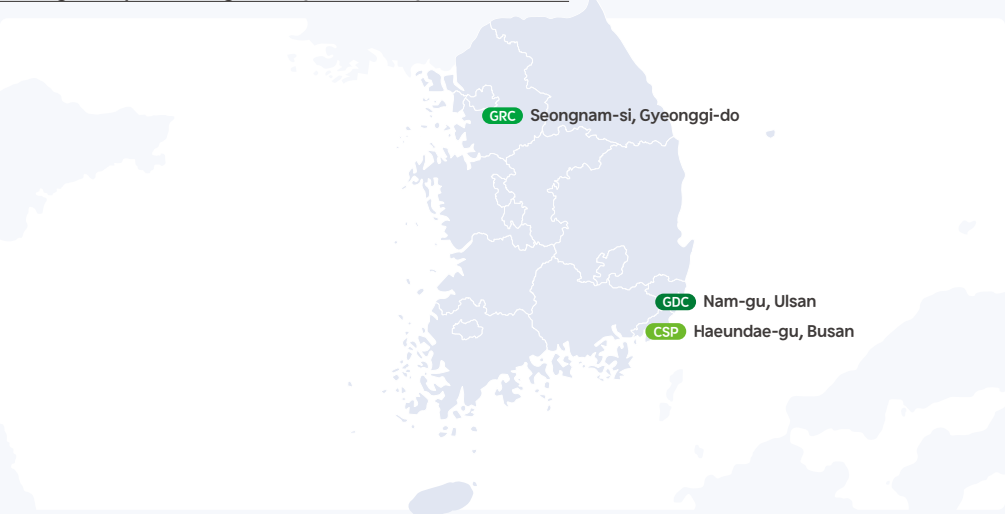 GRC Seongnam-si, Gyeonggi-do
GDC Nam-gu, Ulsan
CSP Haeundae-gu, Busan